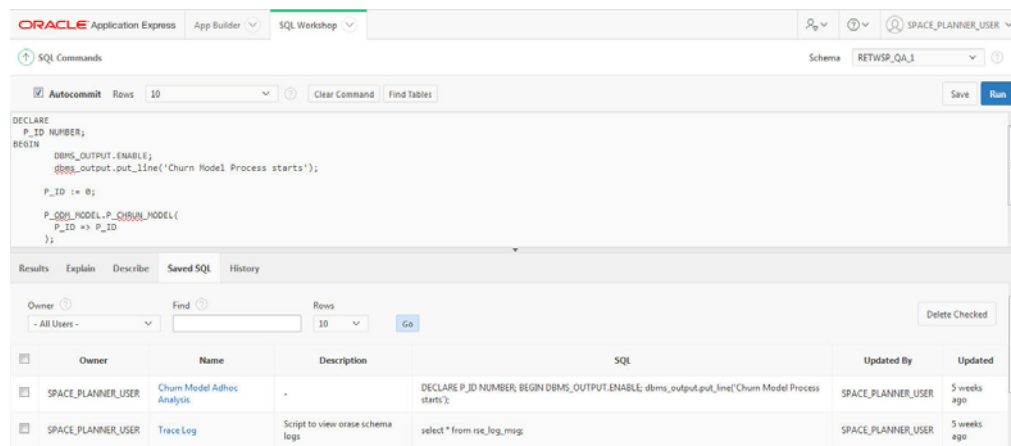 ORACLE Application Express App Builder SQL Workshop SPACE_PLANNER_USER
SQL Commands Schema RETWSP_QA_1
Autocommit Rows 10 Clear Command Find Tables Save Run
DECLARE
P_ID NUMBER;
BEGIN
DBMS_OUTPUT.ENABLE;
dbms_output.put_line('Churn Model Process starts');
P_ID := 0;
P_ODM_MODEL.P_CHRUN_MODEL(
P_ID => P_ID
);
Results Explain Describe Saved SQL History
Owner Find Rows
- All Users - 10 Go Delete Checked
Owner Name Description SQL Updated By Updated
SPACE_PLANNER_USER Churn Model Adhoc Analysis - DECLARE P_ID NUMBER; BEGIN DBMS_OUTPUT.ENABLE; dbms_output.put_line('Churn Model Process starts'); SPACE_PLANNER_USER 5 weeks ago
SPACE_PLANNER_USER Trace Log Script to view orase schema logs select * from rse_log_msg; SPACE_PLANNER_USER 5 weeks ago